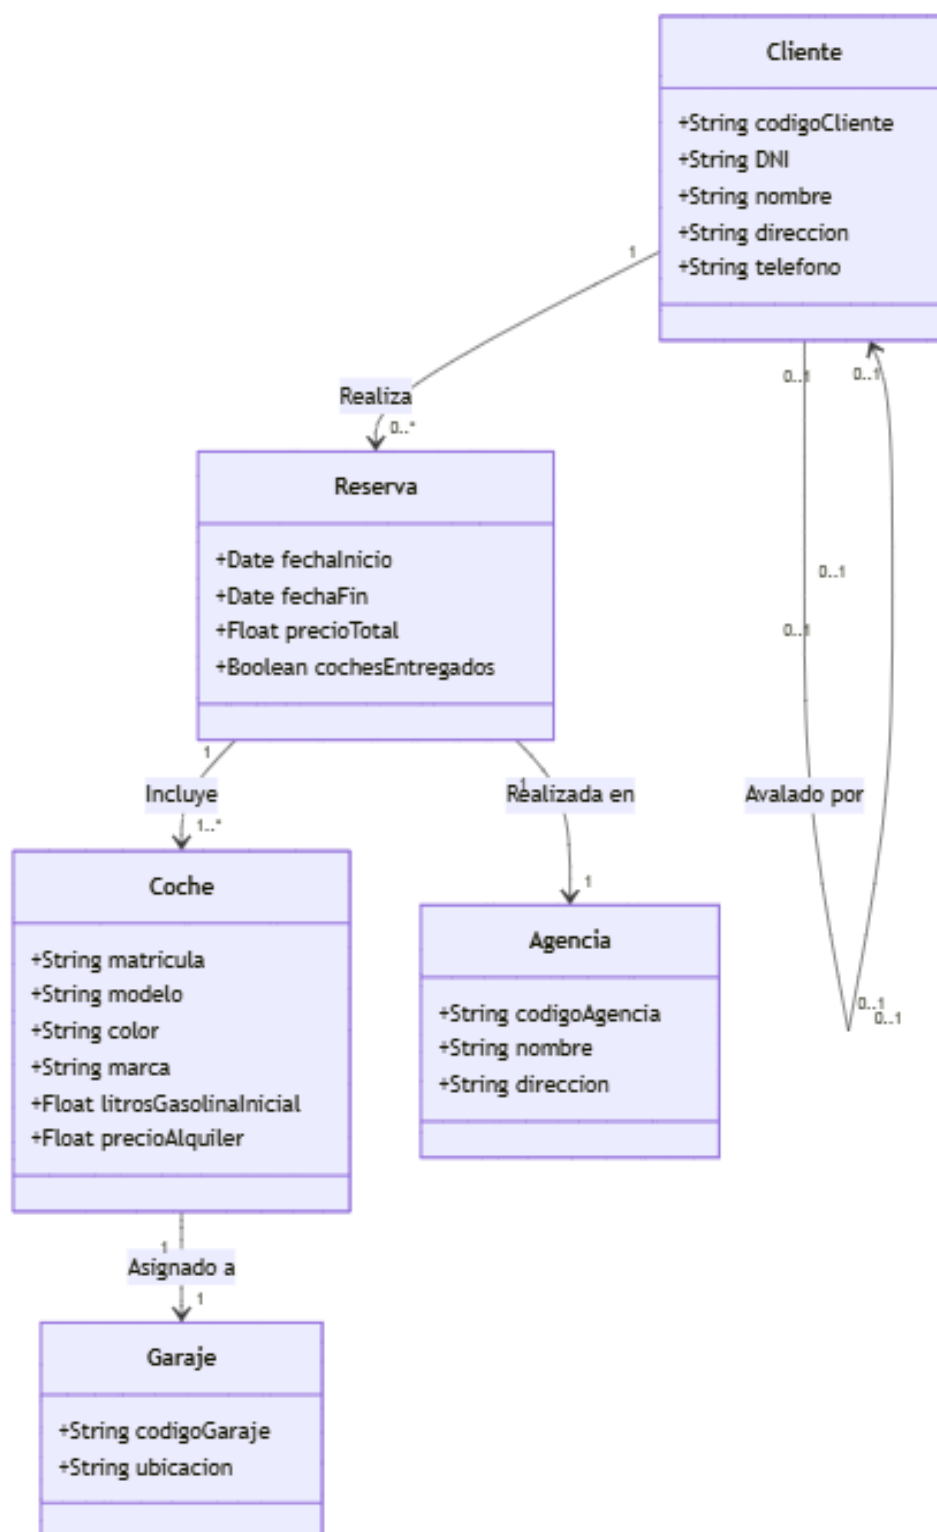 Cliente
+String codigoCliente
+String DNI
+String nombre
+String direccion
+String telefono
1
0..1
0..1
Realiza
0..*
Reserva
+Date fechaInicio
+Date fechaFin
+Float precioTotal
+Boolean cochesEntregados
0..1
0..1
1
Incluye
1..*
1
Realizada en
1
Avalado por
0..1
0..1
Coche
+String matricula
+String modelo
+String color
+String marca
+Float litrosGasolinaInicial
+Float precioAlquiler
Agencia
+String codigoAgencia
+String nombre
+String direccion
1
Asignado a
1
Garaje
+String codigoGaraje
+String ubicacion